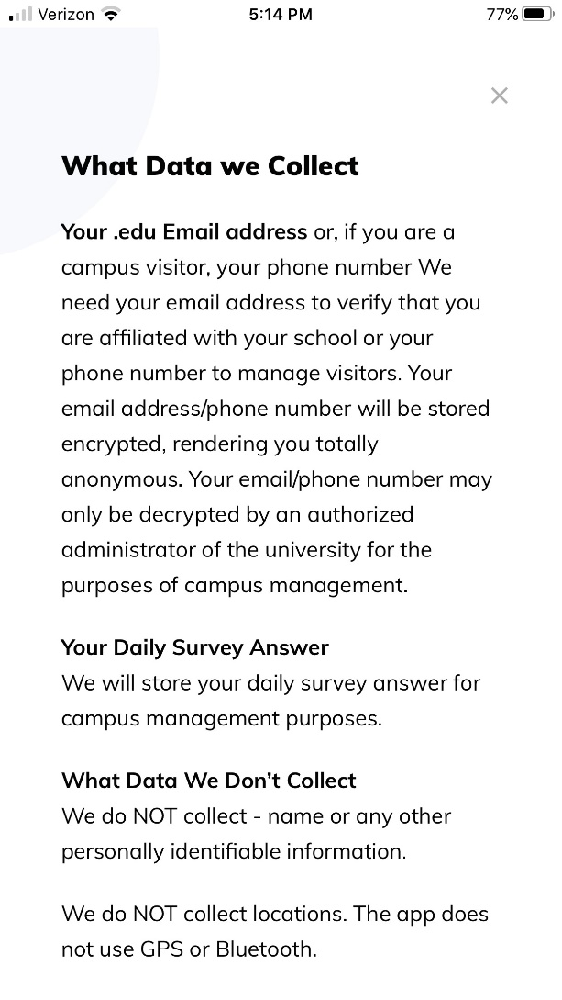 Verizon 5:14 PM 77%
What Data we Collect
Your .edu Email address or, if you are a
campus visitor, your phone number We
need your email address to verify that you
are affiliated with your school or your
phone number to manage visitors. Your
email address/phone number will be stored
encrypted, rendering you totally
anonymous. Your email/phone number may
only be decrypted by an authorized
administrator of the university for the
purposes of campus management.
Your Daily Survey Answer
We will store your daily survey answer for
campus management purposes.
What Data We Don't Collect
We do NOT collect - name or any other
personally identifiable information.
We do NOT collect locations. The app does
not use GPS or Bluetooth.